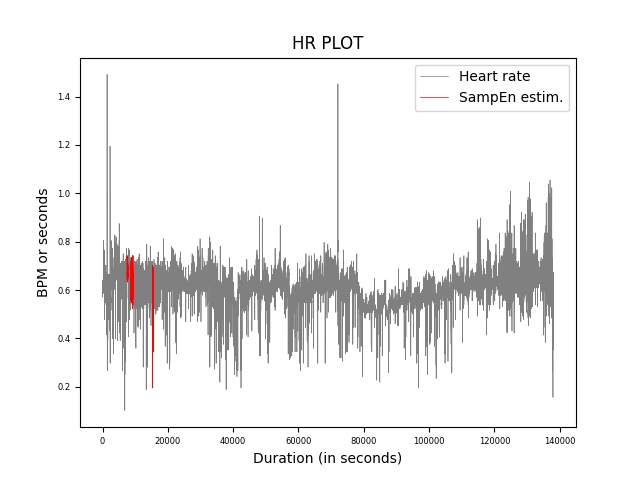 HR PLOT
Heart rate
SampEn estim.
BPM or seconds
1.4
1.2
1.0
0.8
0.6
0.4
0.2
0 20000 40000 60000 80000 100000 120000 140000
Duration (in seconds)